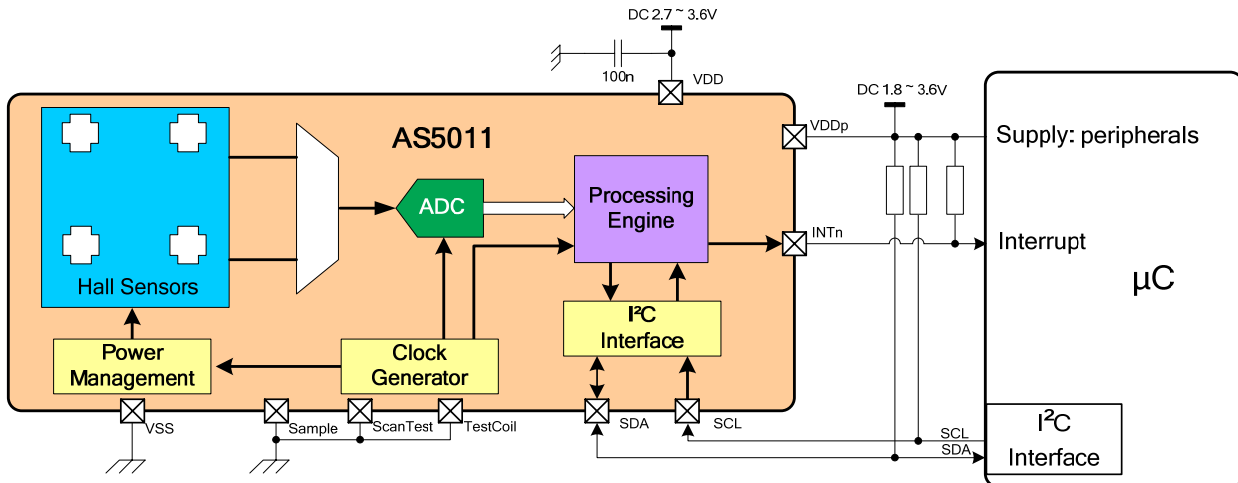 DC 2.7 ~ 3.6V
100n
VDD
DC 1.8 ~ 3.6V
AS5011
VDDp
Supply: peripherals
Processing
Engine
ADC
INTn
Interrupt
µC
Hall Sensors
I²C
Interface
Power
Management
Clock
Generator
VSS
Sample
ScanTest
TestCoil
SDA
SCL
SCL
SDA
I²C
Interface